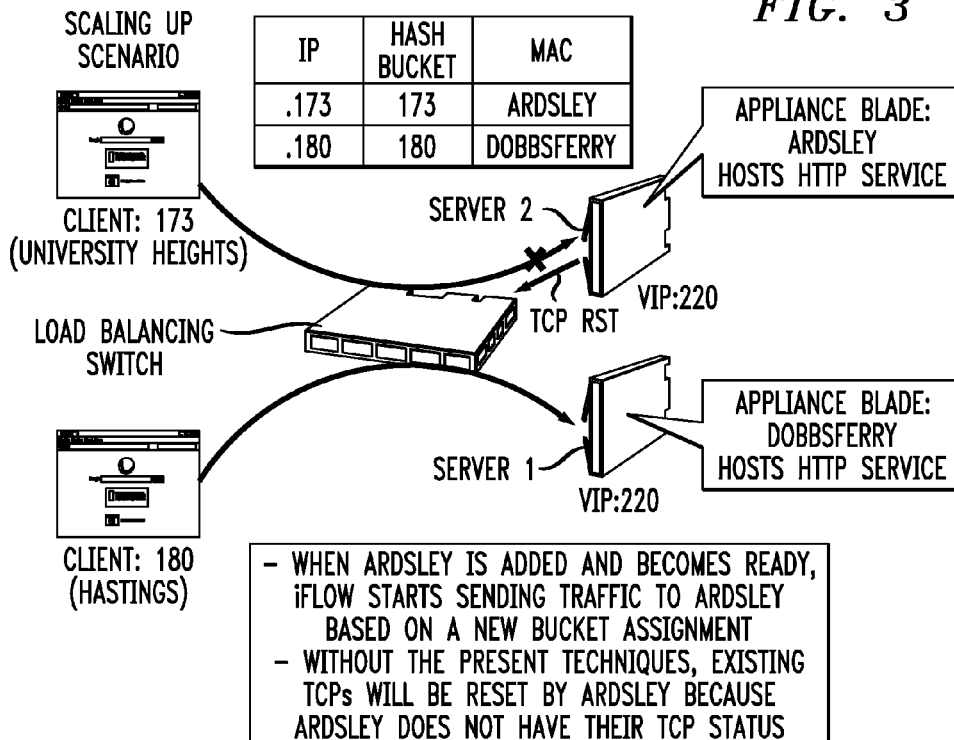 FIG. 3
SCALING UP
SCENARIO
IP HASH BUCKET MAC
.173 173 ARDSLEY
.180 180 DOBBSFERRY
APPLIANCE BLADE:
ARDSLEY
HOSTS HTTP SERVICE
CLIENT: 173
(UNIVERSITY HEIGHTS)
SERVER 2
TCP RST
VIP:220
LOAD BALANCING
SWITCH
APPLIANCE BLADE:
DOBBSFERRY
HOSTS HTTP SERVICE
SERVER 1
VIP:220
CLIENT: 180
(HASTINGS)
- WHEN ARDSLEY IS ADDED AND BECOMES READY,
iFLOW STARTS SENDING TRAFFIC TO ARDSLEY
BASED ON A NEW BUCKET ASSIGNMENT
- WITHOUT THE PRESENT TECHNIQUES, EXISTING
TCPs WILL BE RESET BY ARDSLEY BECAUSE
ARDSLEY DOES NOT HAVE THEIR TCP STATUS